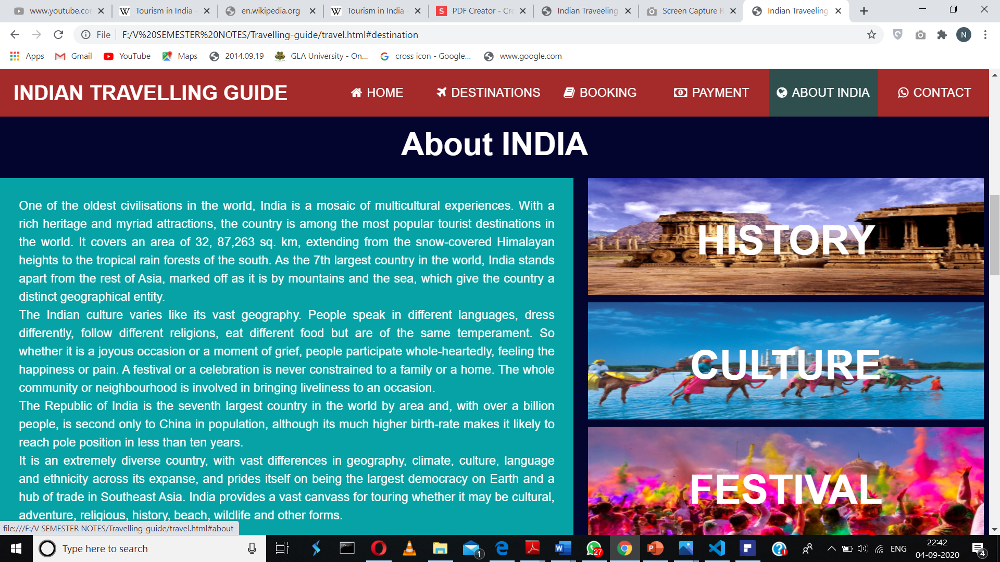 www.youtube.com
Tourism in India -
en.wikipedia.org
Tourism in India -
PDF Creator - Cre
Indian Traveeling
Screen Capture R
Indian Traveeling
File
F:/V%20SEMESTER%20NOTES/Travelling-guide/travel.html#destination
N
Apps
Gmail
YouTube
Maps
2014.09.19
GLA University - On...
cross icon - Google...
www.google.com
INDIAN TRAVELLING GUIDE
HOME
DESTINATIONS
BOOKING
PAYMENT
ABOUT INDIA
CONTACT
About INDIA
One of the oldest civilisations in the world, India is a mosaic of multicultural experiences. With a
rich heritage and myriad attractions, the country is among the most popular tourist destinations in
the world. It covers an area of 32, 87,263 sq. km, extending from the snow-covered Himalayan
heights to the tropical rain forests of the south. As the 7th largest country in the world, India stands
apart from the rest of Asia, marked off as it is by mountains and the sea, which give the country a
distinct geographical entity.
The Indian culture varies like its vast geography. People speak in different languages, dress
differently, follow different religions, eat different food but are of the same temperament. So
whether it is a joyous occasion or a moment of grief, people participate whole-heartedly, feeling the
happiness or pain. A festival or a celebration is never constrained to a family or a home. The whole
community or neighbourhood is involved in bringing liveliness to an occasion.
The Republic of India is the seventh largest country in the world by area and, with over a billion
people, is second only to China in population, although its much higher birth-rate makes it likely to
reach pole position in less than ten years.
It is an extremely diverse country, with vast differences in geography, climate, culture, language
and ethnicity across its expanse, and prides itself on being the largest democracy on Earth and a
hub of trade in Southeast Asia. India provides a vast canvass for touring whether it may be cultural,
adventure, religious, history, beach, wildlife and other forms.
HISTORY
CULTURE
FESTIVAL
file:///F:/V SEMESTER NOTES/Travelling-guide/travel.html#about
Type here to search
1
27
ENG
22:42
04-09-2020
4